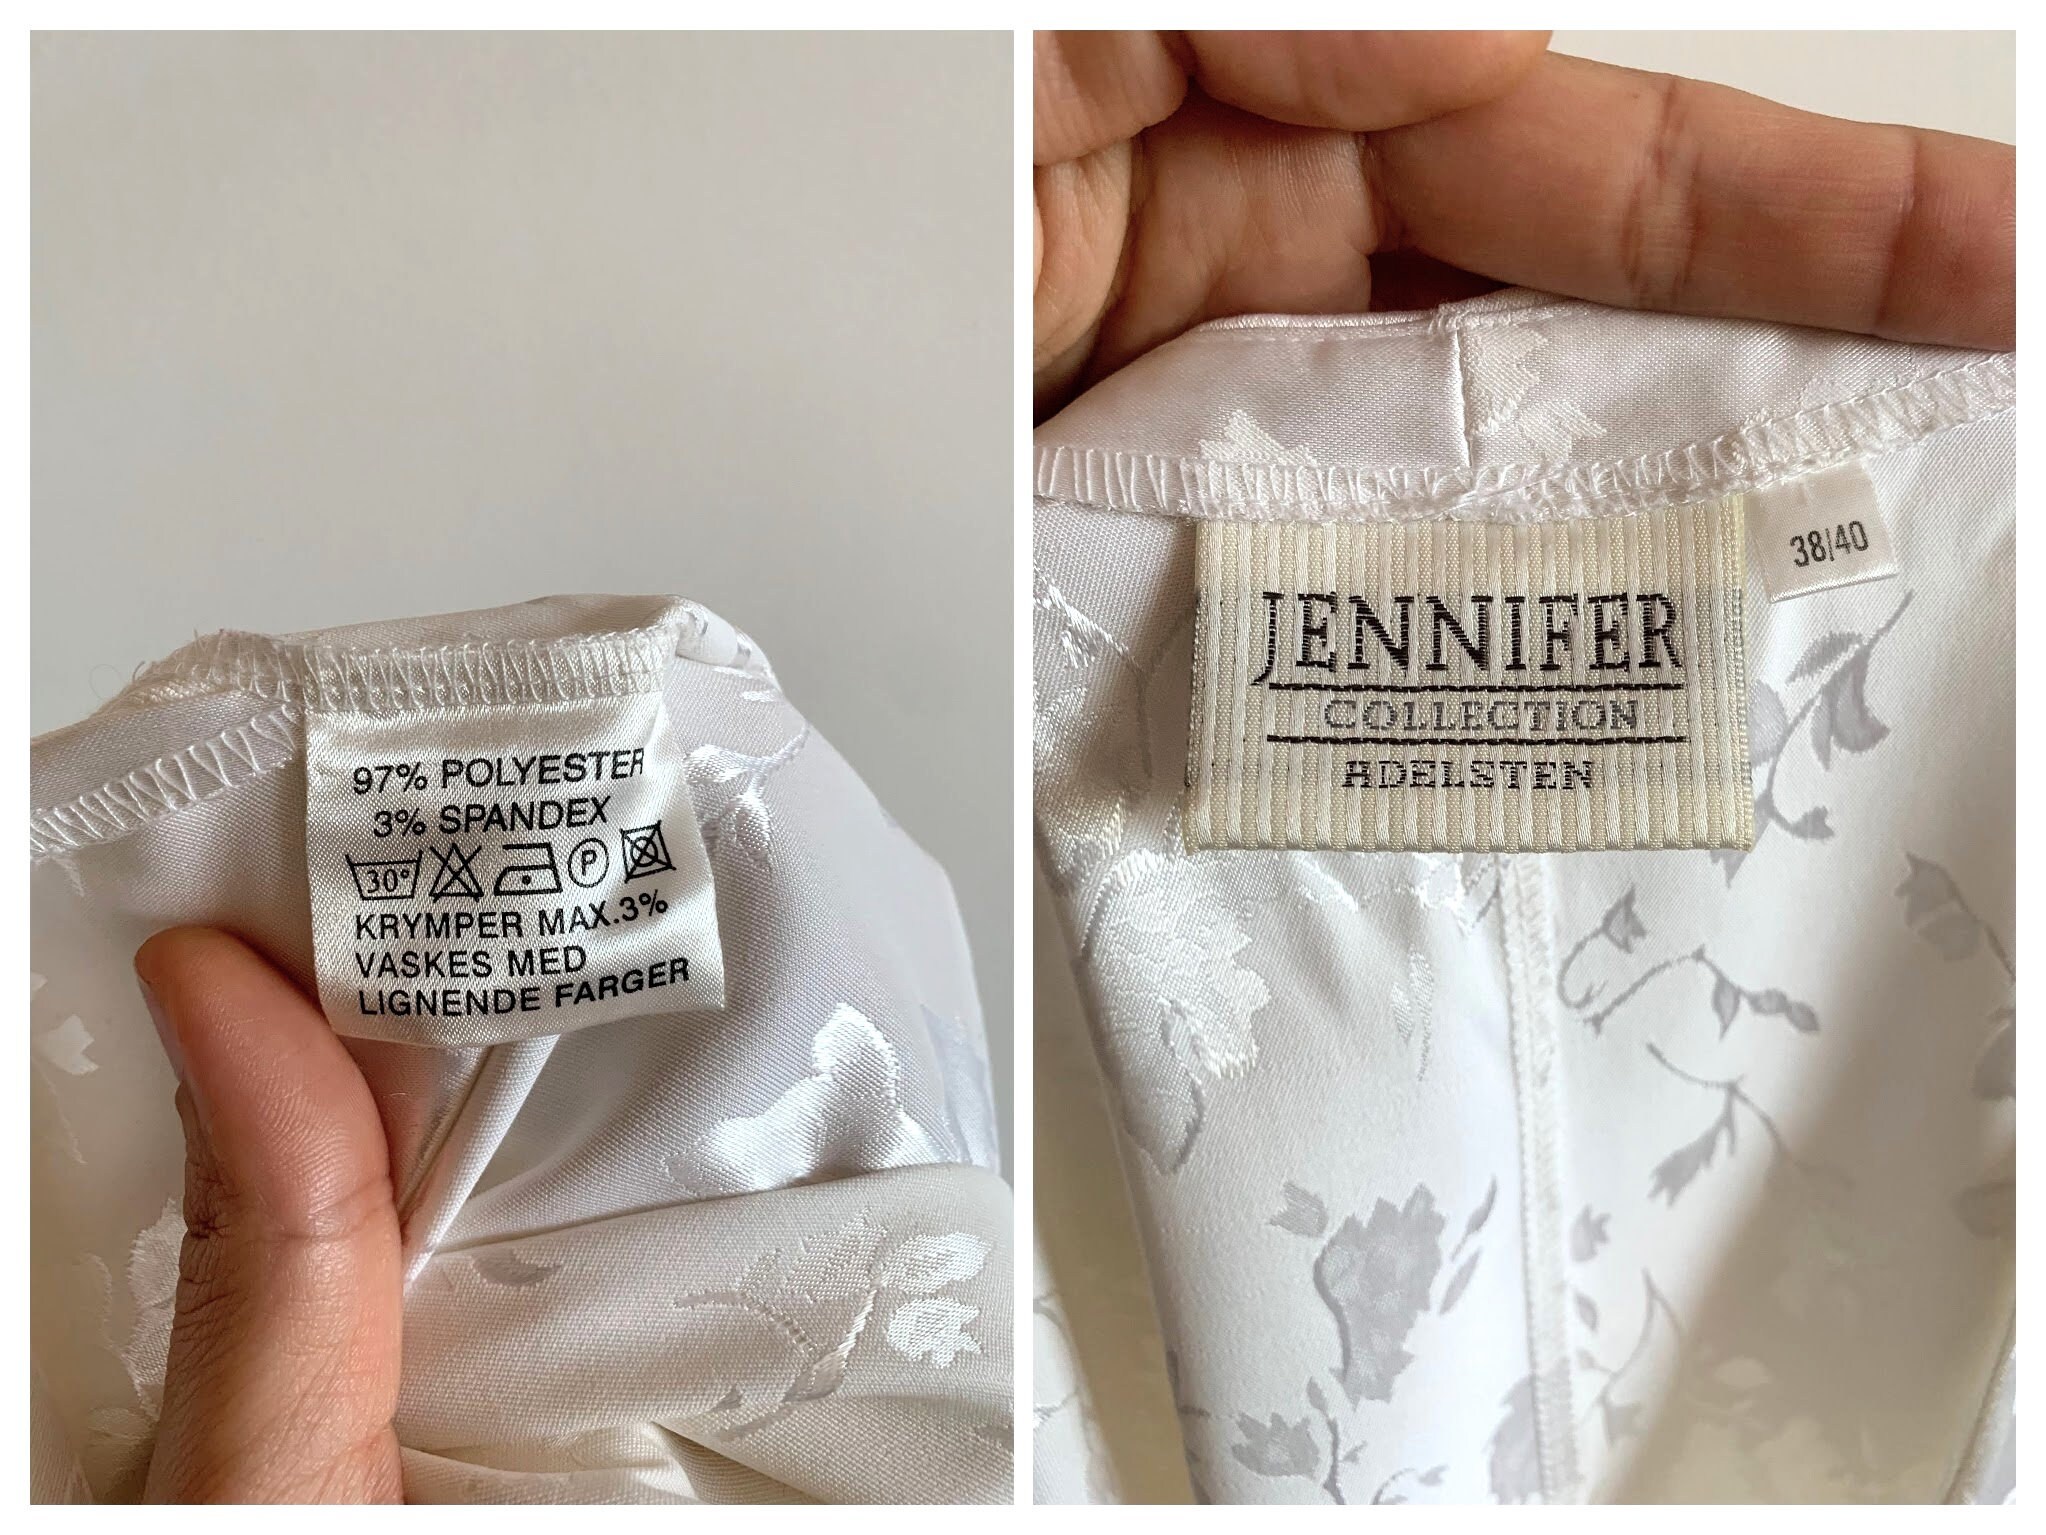 97% POLYESTER
3% SPANDEX
30° P
KRYMPER MAX.3%
VASKES MED
LIGNENDE FARGER
JENNIFER
COLLECTION
ADELSTEN
38/40